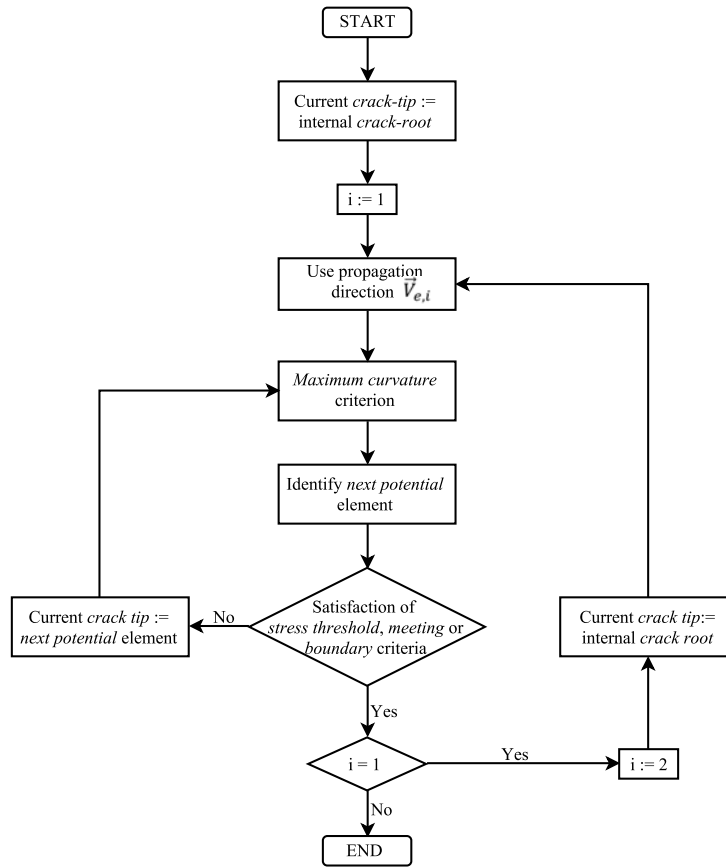 START
Current crack-tip :=
internal crack-root
i := 1
Use propagation
direction V⃗e,i
Maximum curvature
criterion
Identify next potential
element
Satisfaction of
stress threshold, meeting or
boundary criteria
No
Current crack tip :=
next potential element
Current crack tip:=
internal crack root
Yes
i = 1
Yes
i := 2
No
END